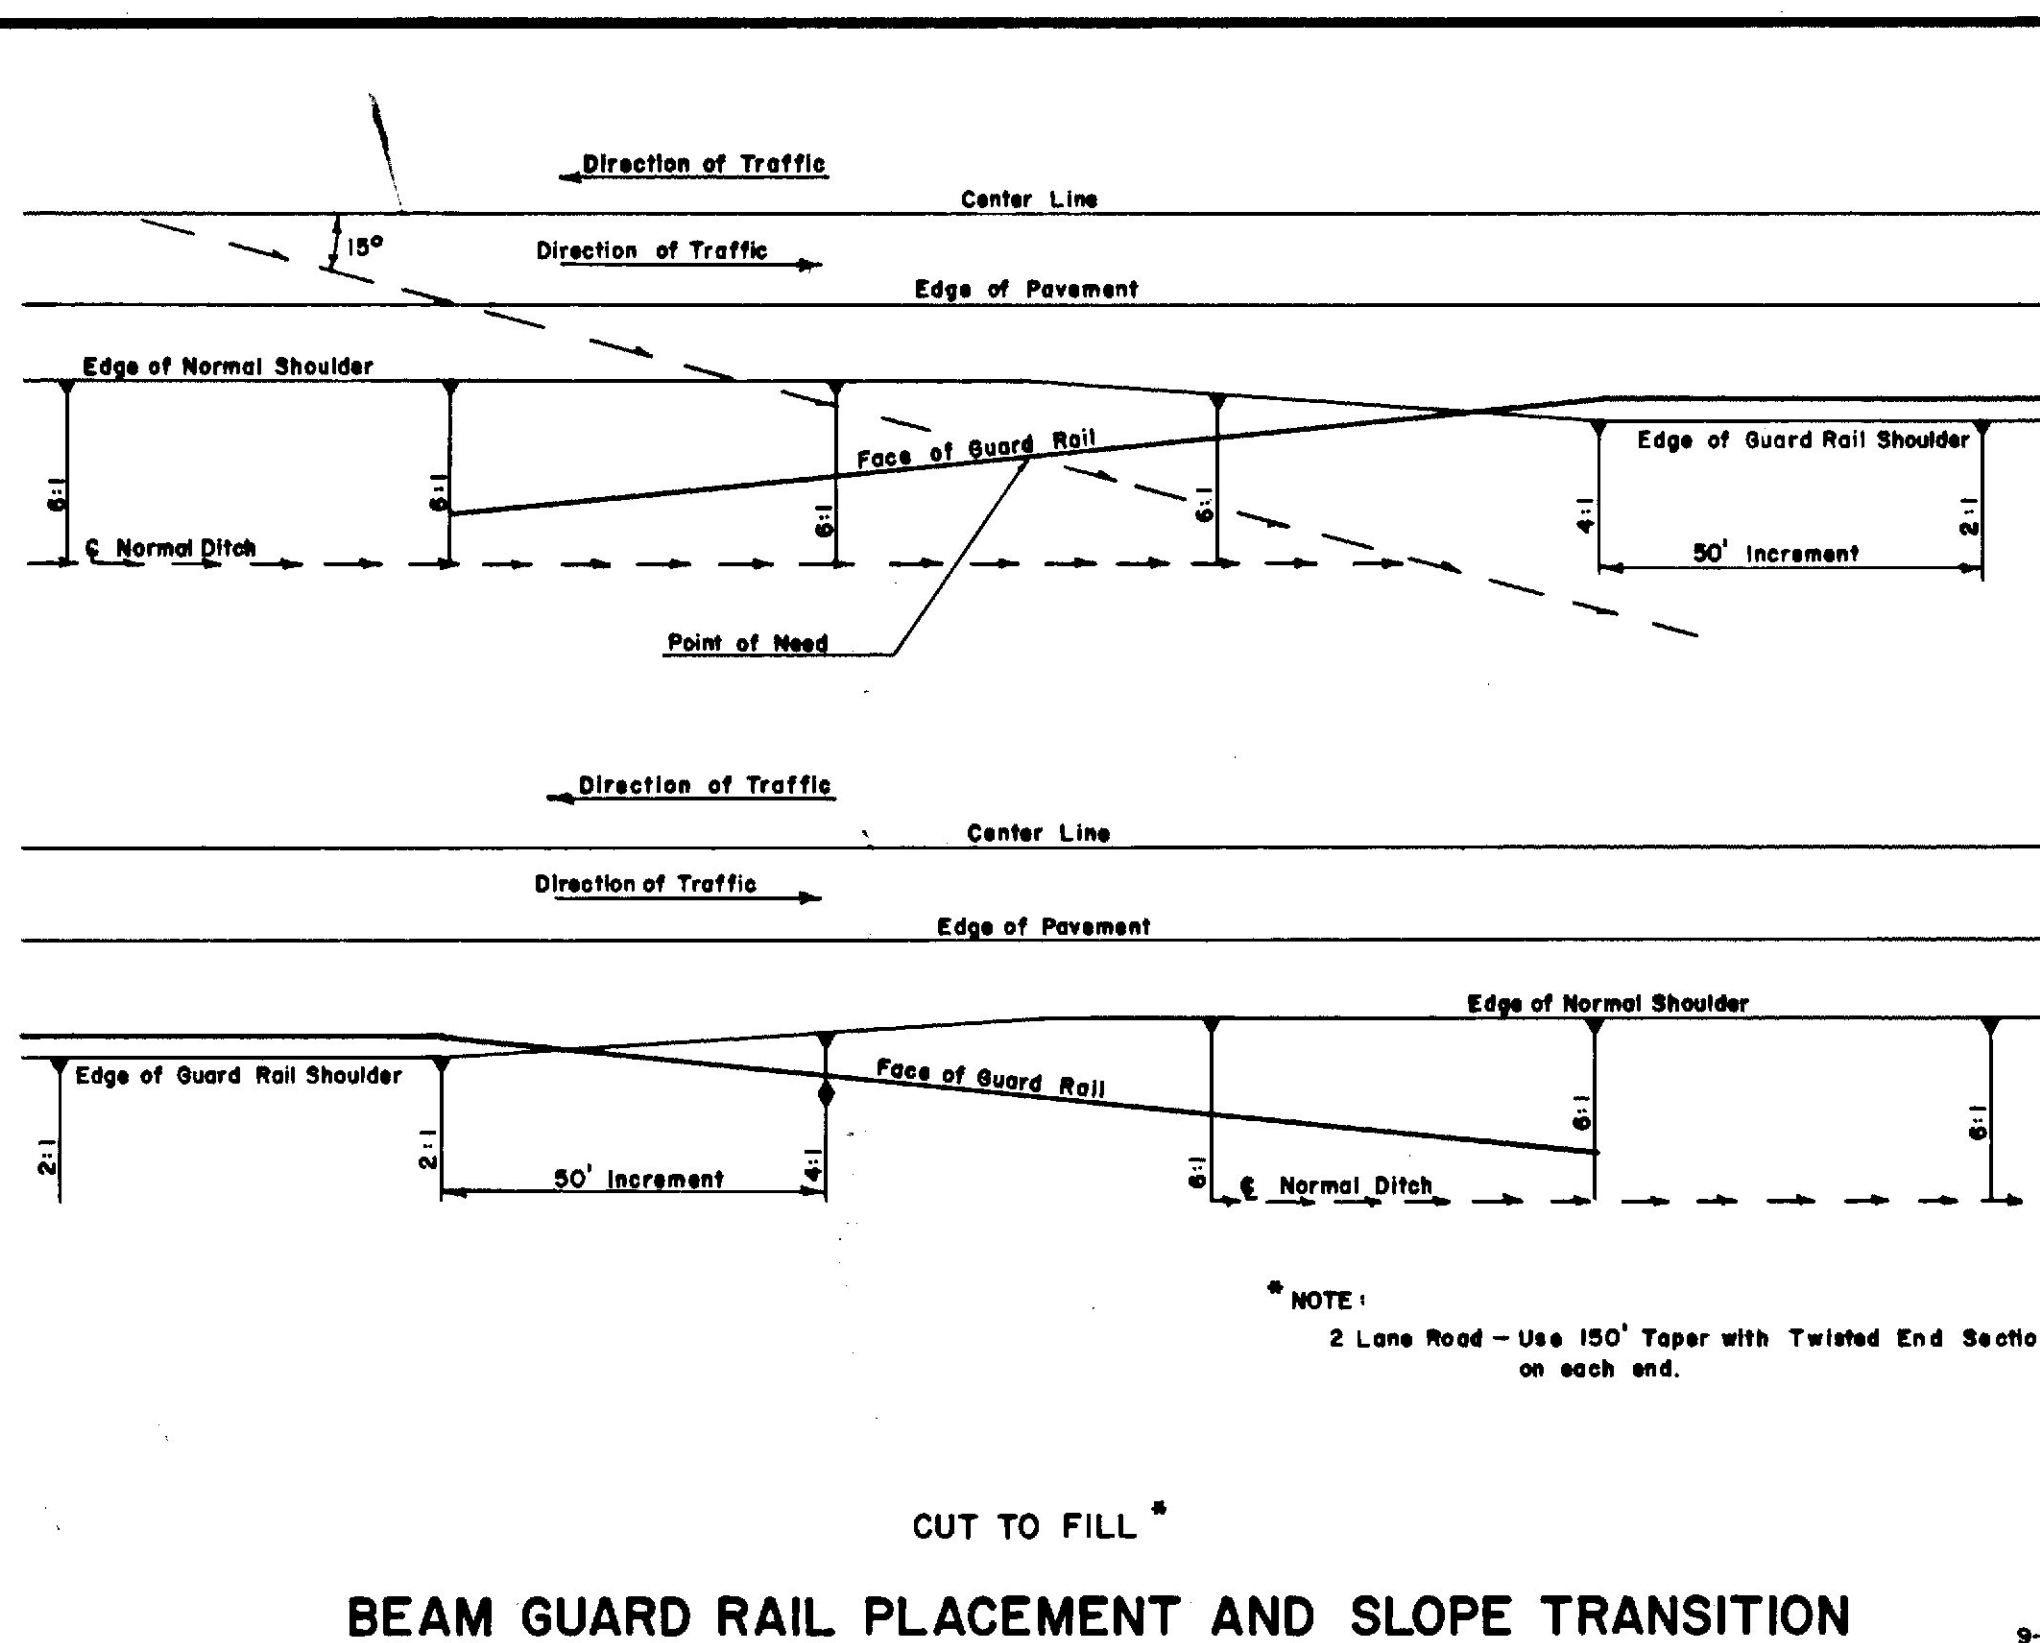 Direction of Traffic
Center Line
15°
Direction of Traffic
Edge of Pavement
Edge of Normal Shoulder
Face of Guard Rail
Edge of Guard Rail Shoulder
6:1
6:1
6:1
6:1
4:1
2:1
℄ Normal Ditch
50' Increment
Point of Need
Direction of Traffic
Center Line
Direction of Traffic
Edge of Pavement
Edge of Normal Shoulder
Edge of Guard Rail Shoulder
Face of Guard Rail
2:1
2:1
4:1
6:1
6:1
6:1
50' Increment
℄ Normal Ditch
* NOTE:
2 Lane Road – Use 150' Taper with Twisted End Sectio
on each end.
CUT TO FILL *
BEAM GUARD RAIL PLACEMENT AND SLOPE TRANSITION
9-